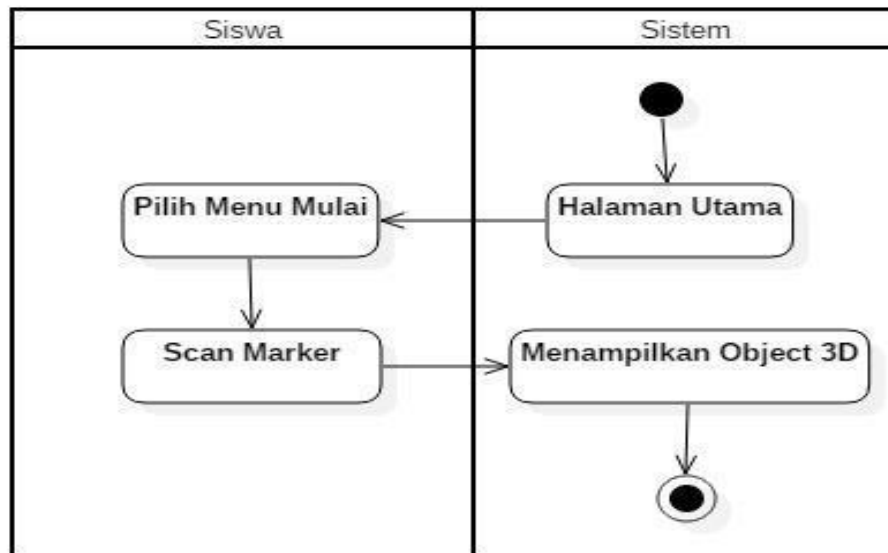 Siswa
Sistem
Pilih Menu Mulai
Halaman Utama
Scan Marker
Menampilkan Object 3D